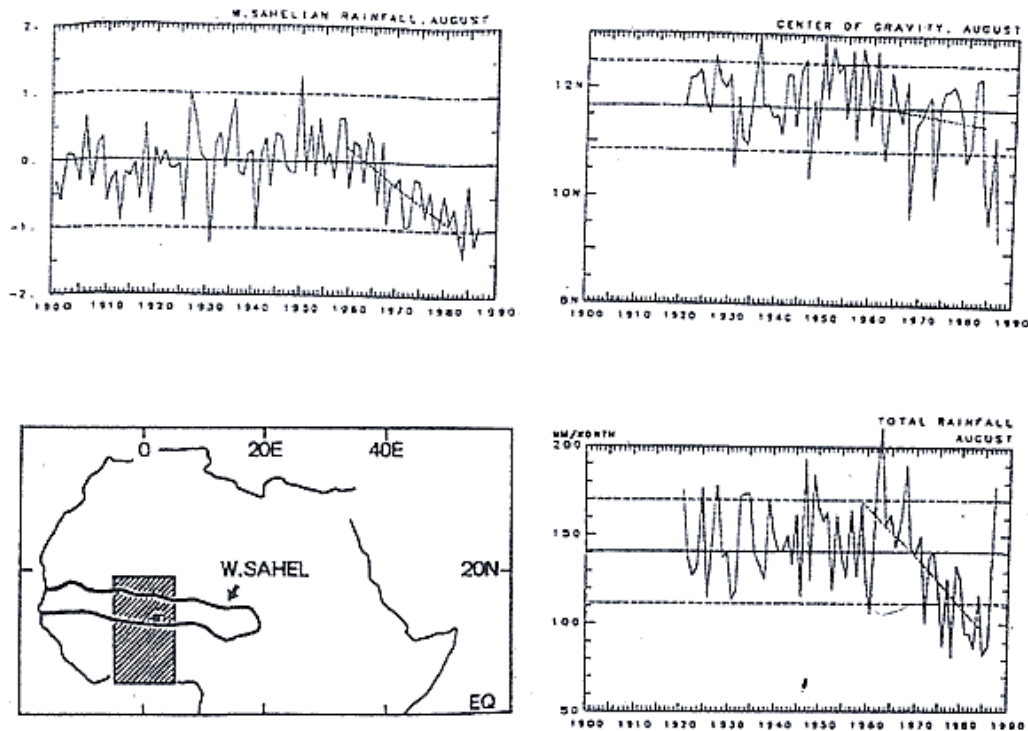 W.SAHELIAN RAINFALL,AUGUST
2.
1.
0.
-1.
-2.
1900 1910 1920 1930 1940 1950 1960 1970 1980 1990
CENTER OF GRAVITY, AUGUST
12N
10N
8N
1900 1910 1920 1930 1940 1950 1960 1970 1980 1990
0 20E 40E
W.SAHEL
20N
EQ
TOTAL RAINFALL
AUGUST
MM/MONTH
200
150
100
50
1900 1910 1920 1930 1940 1950 1960 1970 1980 1990